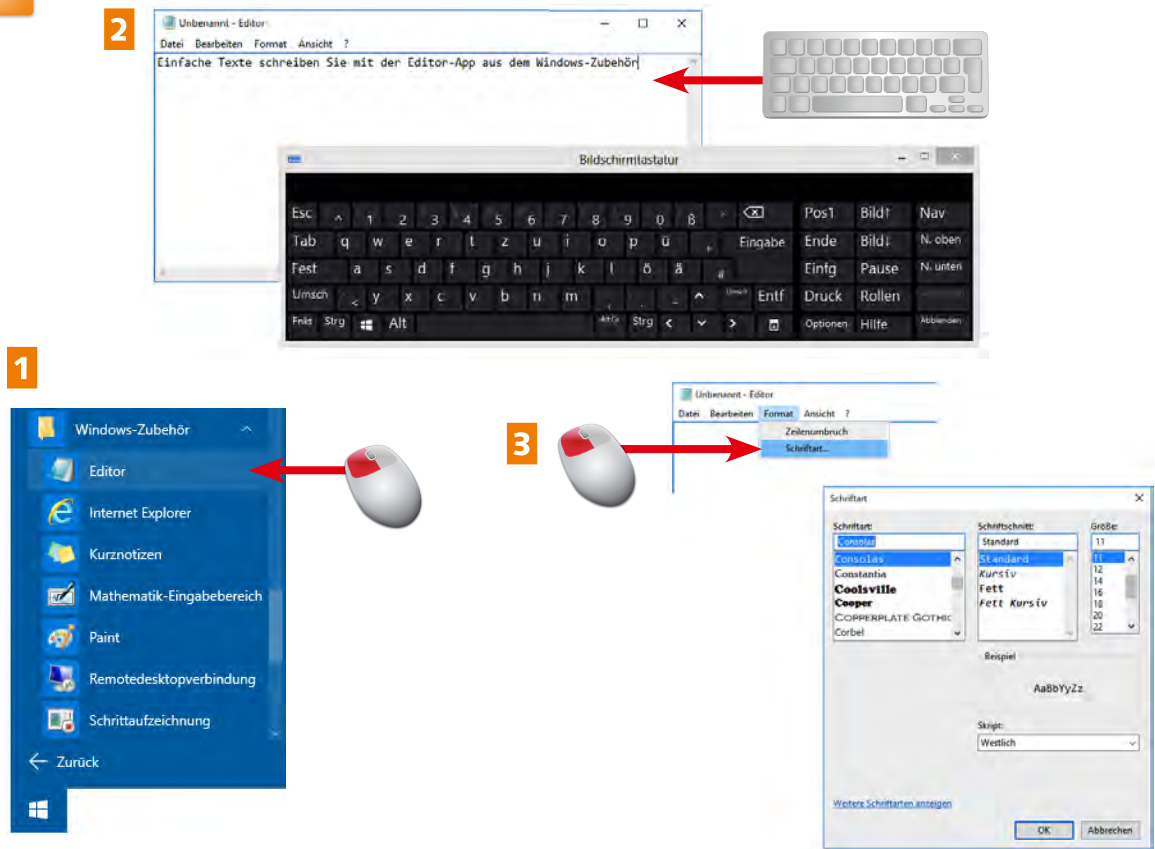 2
Unbenannt - Editor
Datei Bearbeiten Format Ansicht ?
Einfache Texte schreiben Sie mit der Editor-App aus dem Windows-Zubehör
Bildschirmtastatur
Esc ^ 1 2 3 4 5 6 7 8 9 0 ß Pos1 Bild↑ Nav
Tab q w e r t z u i o p ü Eingabe Ende Bild↓ N. oben
Fest a s d f g h j k l ö ä # Einfg Pause N. unten
Umsch < y x c v b n m , . - ^ Umsch Entf Druck Rollen
Fnkt Strg Alt AltGr Strg Optionen Hilfe Abblenden
1
Windows-Zubehör
Editor
Internet Explorer
Kurznotizen
Mathematik-Eingabebereich
Paint
Remotedesktopverbindung
Schrittaufzeichnung
Zurück
3
Unbenannt - Editor
Datei Bearbeiten Format Ansicht ?
Zeilenumbruch
Schriftart...
Schriftart
Schriftart: Schriftschnitt: Größe:
Consolas Standard 11
Consolas Standard 11
Constantia Kursiv 12
Coolsville Fett 14
Cooper Fett Kursiv 16
COPPERPLATE GOTHIC 18
Corbel 20
22
Beispiel
AaBbYyZz
Skript:
Westlich
Weitere Schriftarten anzeigen
OK Abbrechen